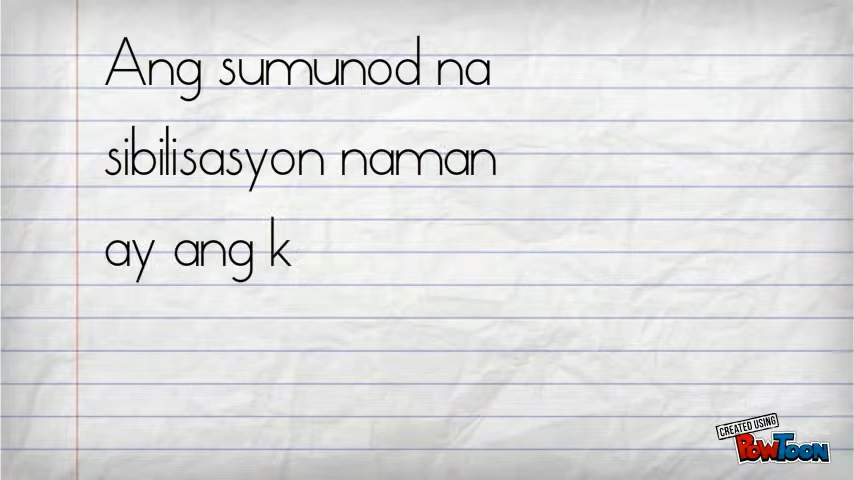 Ang sumunod na
sibilisasyon naman
ay ang k
CREATED USING
POWTOON